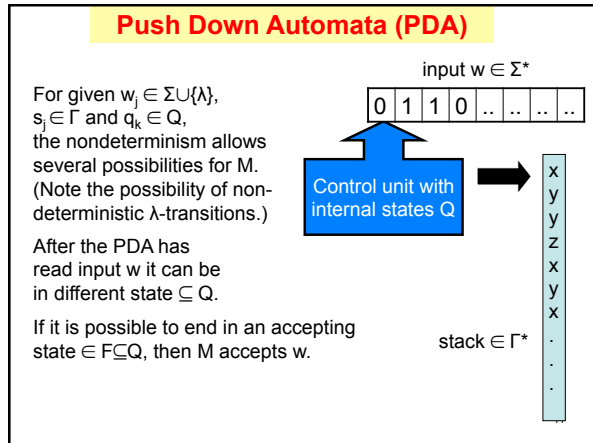 Push Down Automata (PDA)
input w ∈ Σ*
0 1 1 0 .. .. .. ..
For given wⱼ ∈ Σ∪{λ},
sⱼ ∈ Γ and qₖ ∈ Q,
the nondeterminism allows
several possibilities for M.
(Note the possibility of non-
deterministic λ-transitions.)
After the PDA has
read input w it can be
in different state ⊆ Q.
If it is possible to end in an accepting
state ∈ F⊆Q, then M accepts w.
Control unit with
internal states Q
x
y
y
z
x
y
x
.
.
.
stack ∈ Γ*